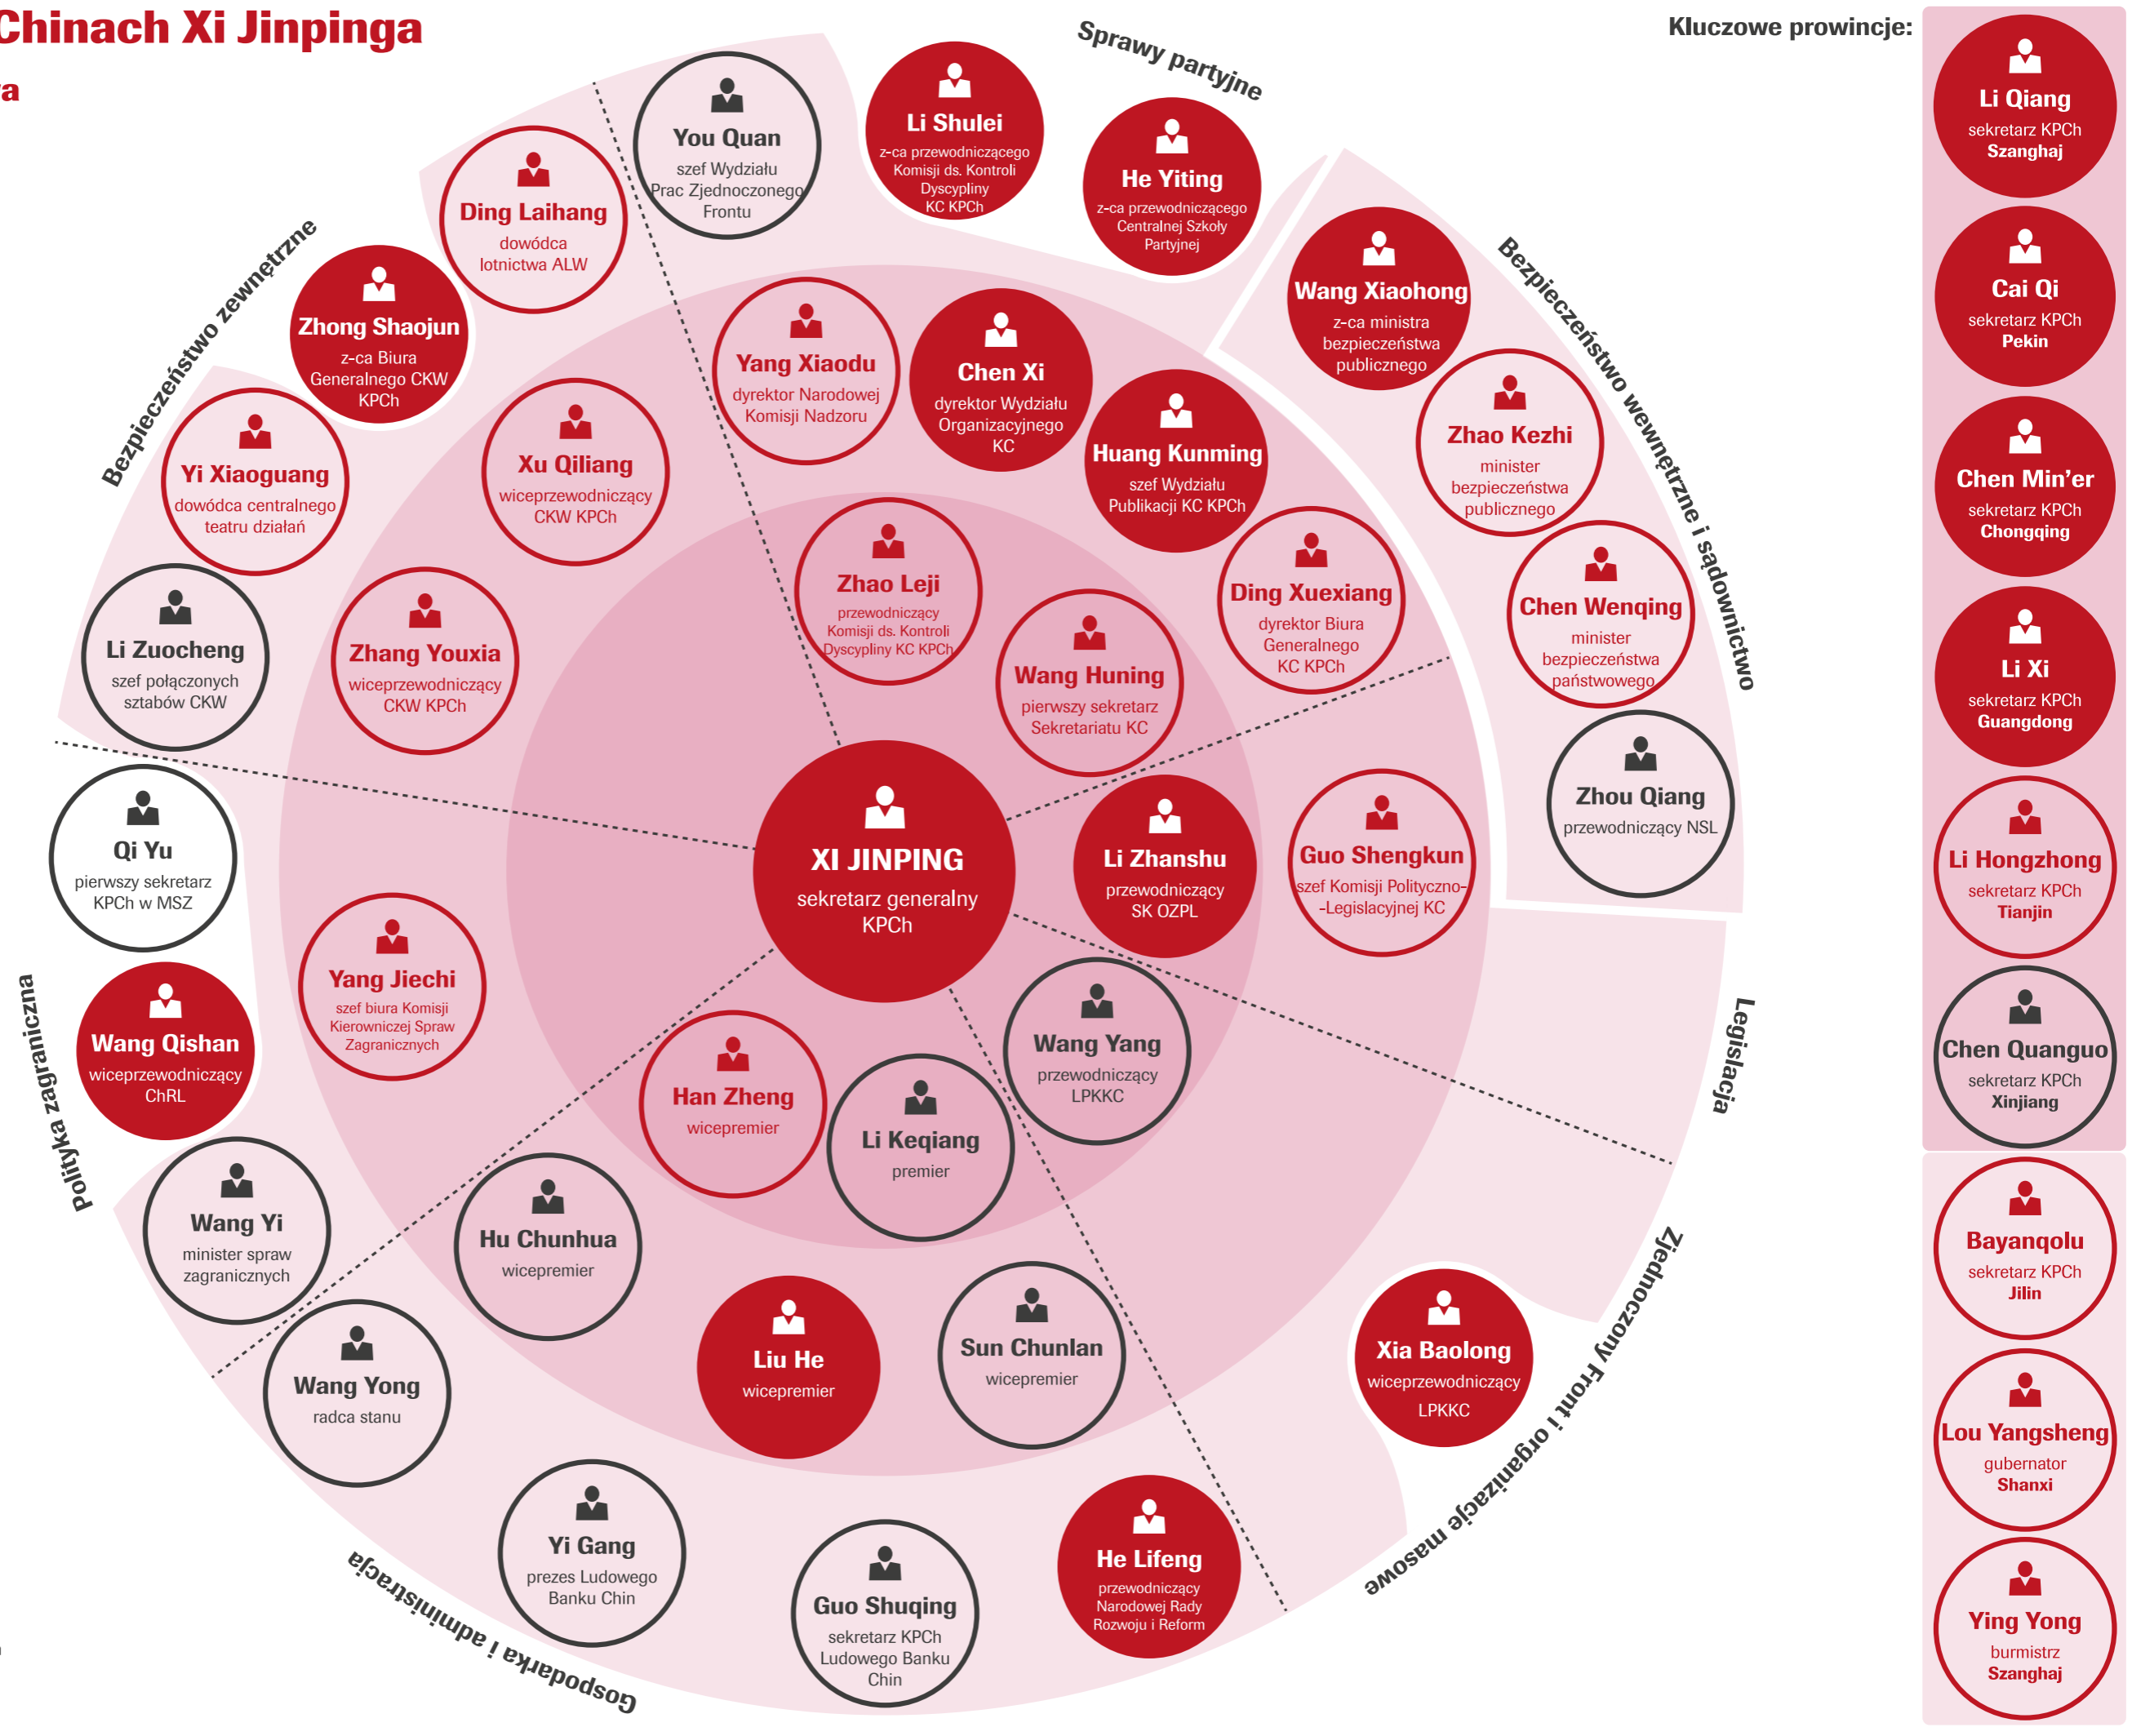 Chinach Xi Jinpinga
a
Kluczowe prowincje:
Sprawy partyjne
You Quan
szef Wydziału
Prac Zjednoczonego
Frontu
Li Shulei
z-ca przewodniczącego
Komisji ds. Kontroli
Dyscypliny
KC KPCh
He Yiting
z-ca przewodniczącego
Centralnej Szkoły
Partyjnej
Yang Xiaodu
dyrektor Narodowej
Komisji Nadzoru
Chen Xi
dyrektor Wydziału
Organizacyjnego
KC
Huang Kunming
szef Wydziału
Publikacji KC KPCh
Ding Xuexiang
dyrektor Biura
Generalnego
KC KPCh
Zhao Leji
przewodniczący
Komisji ds. Kontroli
Dyscypliny KC KPCh
Wang Huning
pierwszy sekretarz
Sekretariatu KC
Bezpieczeństwo wewnętrzne i sądownictwo
Wang Xiaohong
z-ca ministra
bezpieczeństwa
publicznego
Zhao Kezhi
minister
bezpieczeństwa
publicznego
Chen Wenqing
minister
bezpieczeństwa
państwowego
Zhou Qiang
przewodniczący NSL
Guo Shengkun
szef Komisji Polityczno-
-Legislacyjnej KC
Li Zhanshu
przewodniczący
SK OZPL
XI JINPING
sekretarz generalny
KPCh
Bezpieczeństwo zewnętrzne
Ding Laihang
dowódca
lotnictwa ALW
Zhong Shaojun
z-ca Biura
Generalnego CKW
KPCh
Yi Xiaoguang
dowódca centralnego
teatru działań
Li Zuocheng
szef połączonych
sztabów CKW
Xu Qiliang
wiceprzewodniczący
CKW KPCh
Zhang Youxia
wiceprzewodniczący
CKW KPCh
Polityka zagraniczna
Qi Yu
pierwszy sekretarz
KPCh w MSZ
Wang Qishan
wiceprzewodniczący
ChRL
Wang Yi
minister spraw
zagranicznych
Yang Jiechi
szef biura Komisji
Kierowniczej Spraw
Zagranicznych
Legislacja
Zjednoczony Front i organizacje masowe
Wang Yang
przewodniczący
LPKKC
Xia Baolong
wiceprzewodniczący
LPKKC
Gospodarka i administracja
Han Zheng
wicepremier
Li Keqiang
premier
Hu Chunhua
wicepremier
Liu He
wicepremier
Sun Chunlan
wicepremier
Wang Yong
radca stanu
Yi Gang
prezes Ludowego
Banku Chin
Guo Shuqing
sekretarz KPCh
Ludowego Banku
Chin
He Lifeng
przewodniczący
Narodowej Rady
Rozwoju i Reform
Li Qiang
sekretarz KPCh
Szanghaj
Cai Qi
sekretarz KPCh
Pekin
Chen Min'er
sekretarz KPCh
Chongqing
Li Xi
sekretarz KPCh
Guangdong
Li Hongzhong
sekretarz KPCh
Tianjin
Chen Quanguo
sekretarz KPCh
Xinjiang
Bayanqolu
sekretarz KPCh
Jilin
Lou Yangsheng
gubernator
Shanxi
Ying Yong
burmistrz
Szanghaj